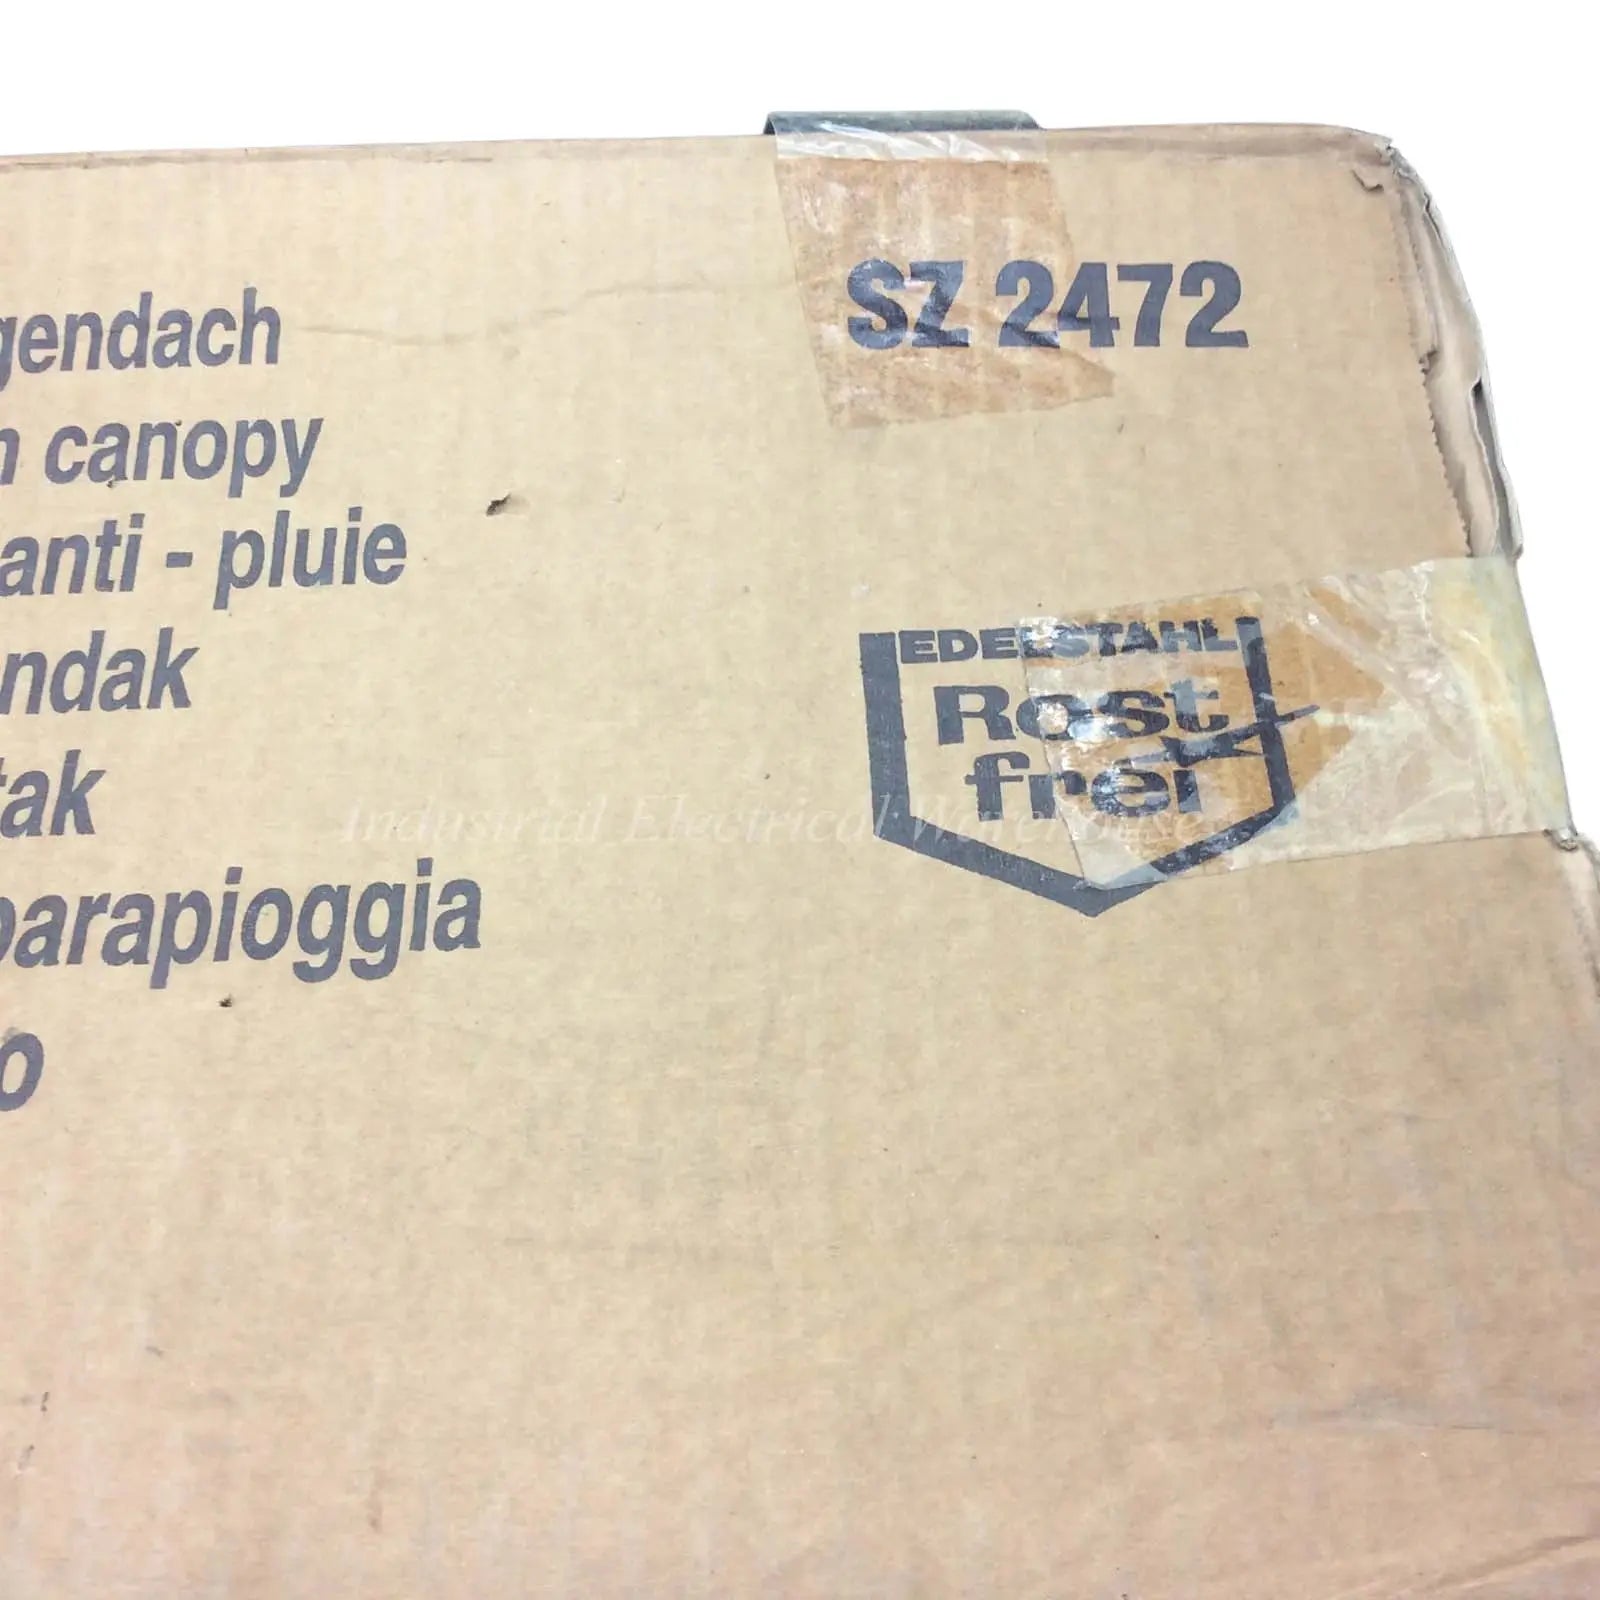 SZ 2472
gendach
n canopy
anti - pluie
ndak
tak
parapioggia
o
EDELSTAHL
Rost
frei
Industrial Electrical Warehouse